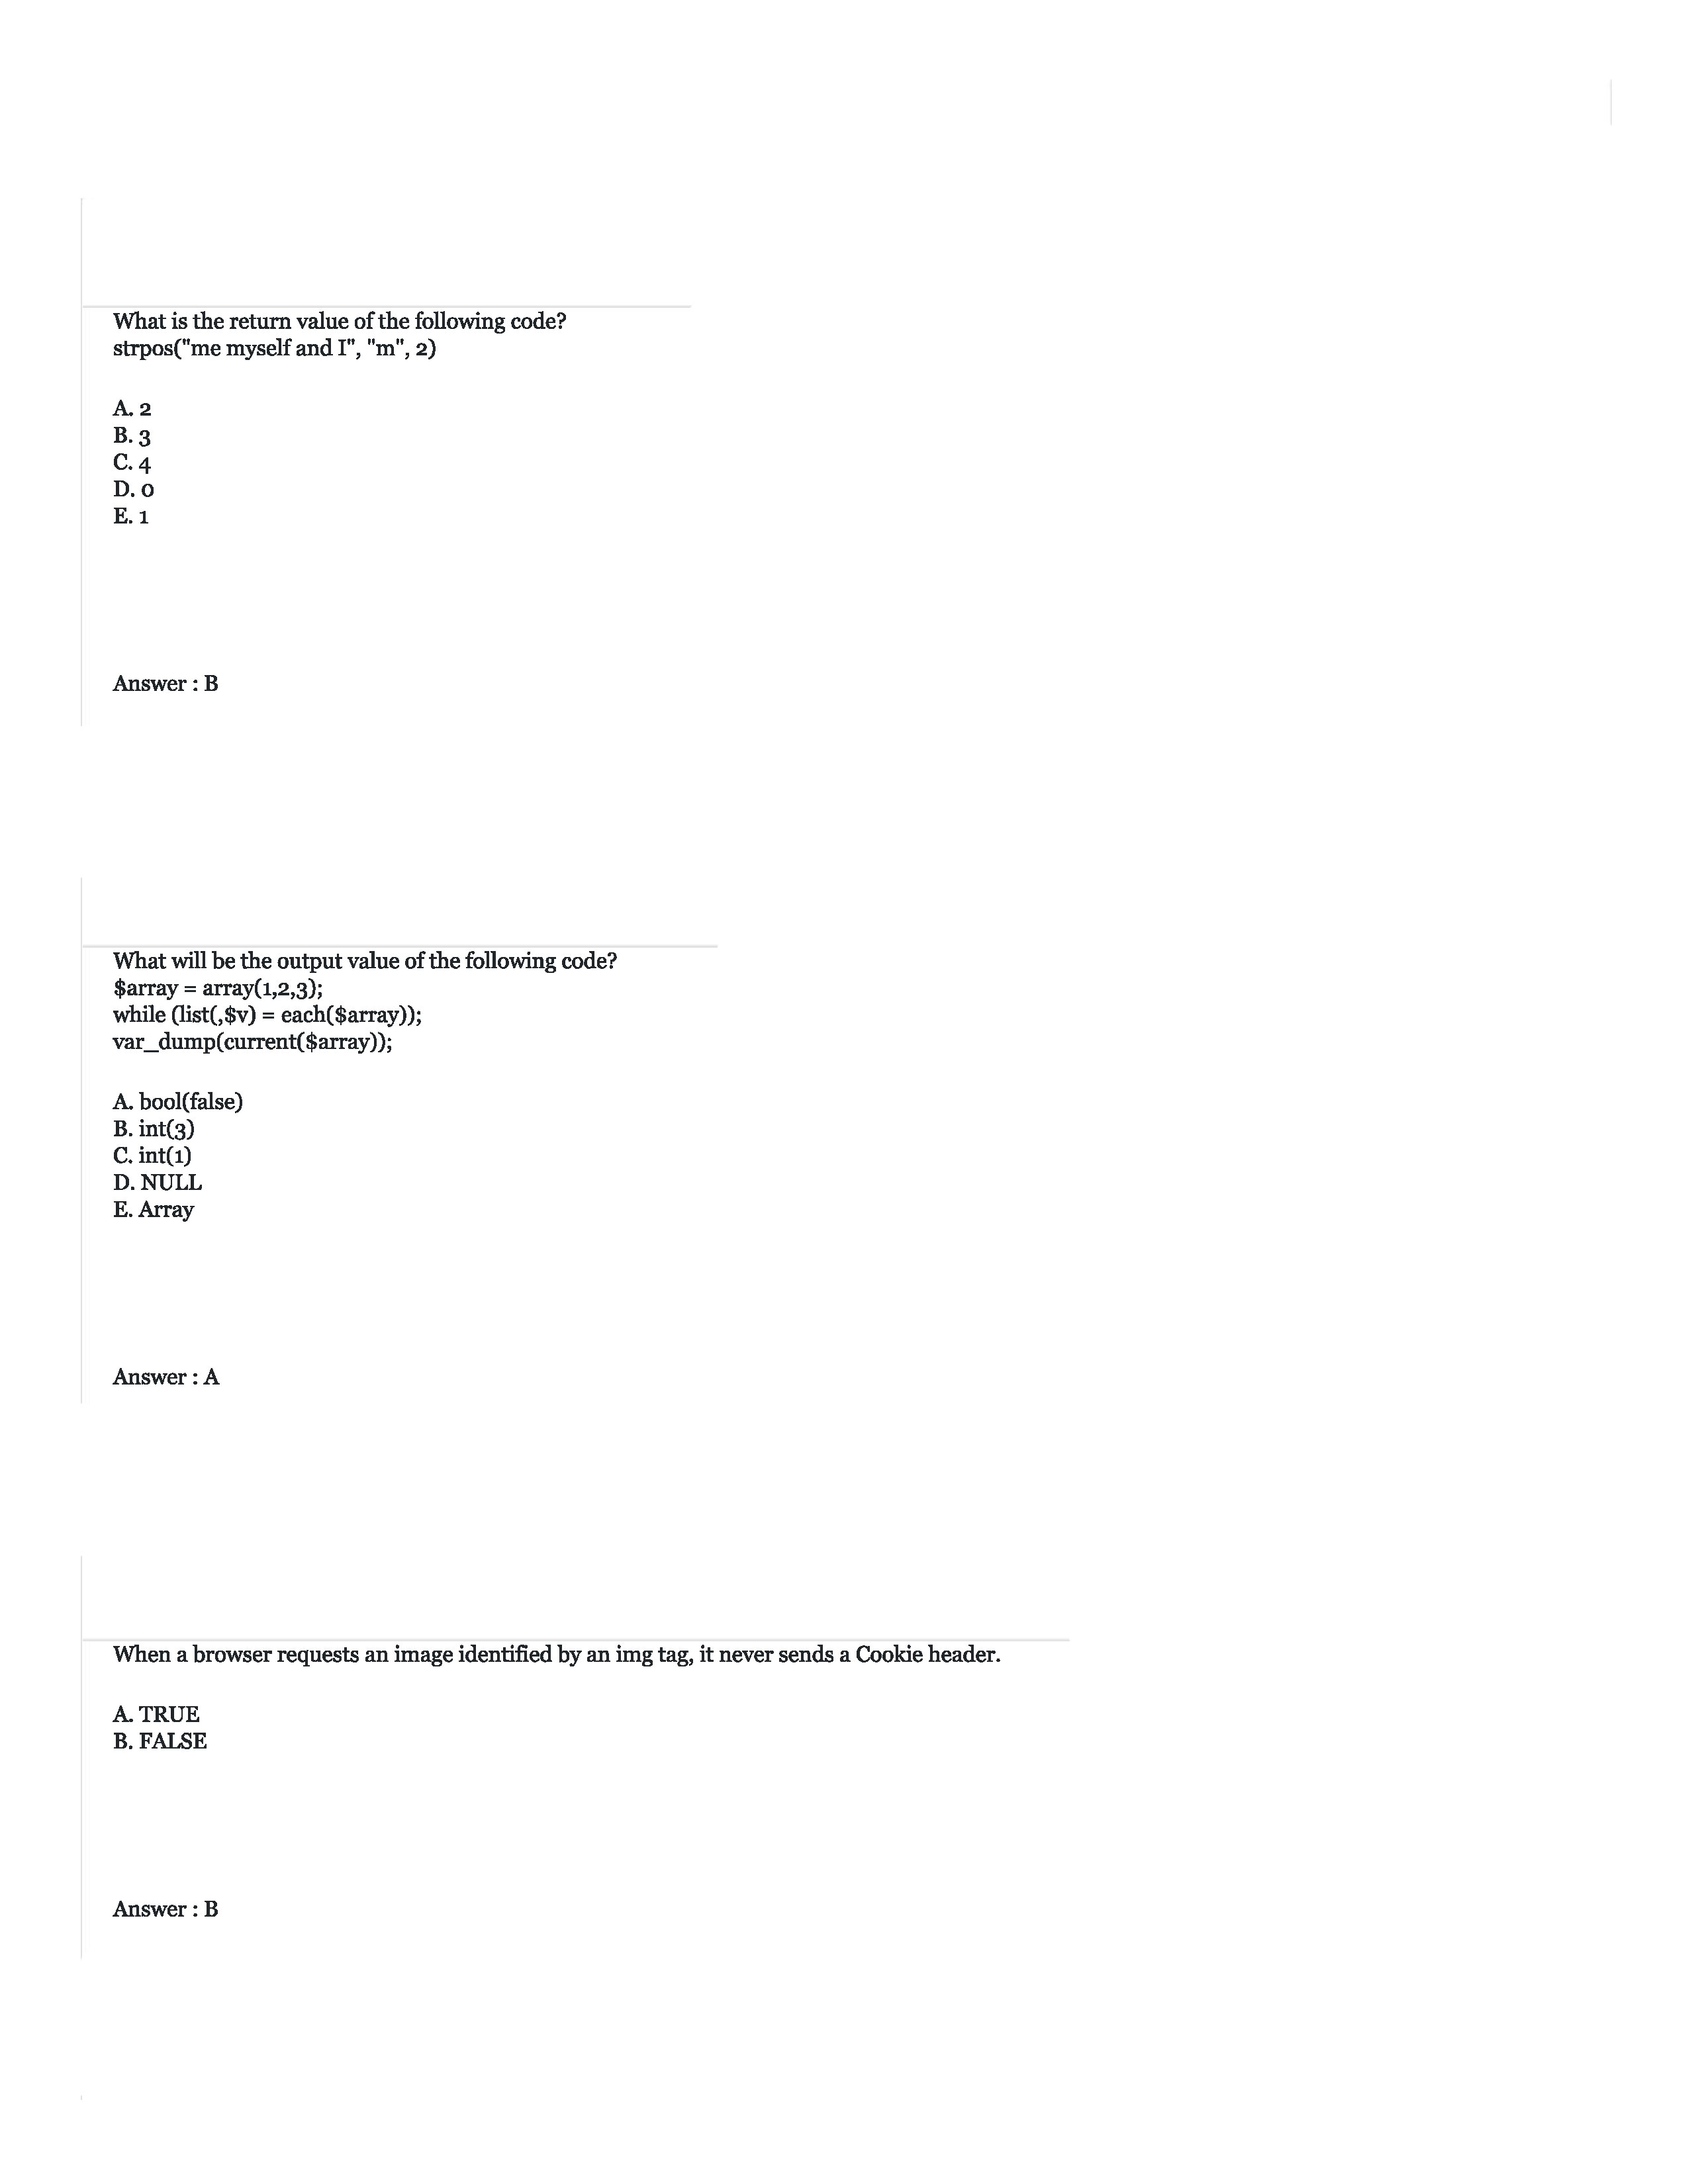 What is the return value of the following code?
strpos("me myself and I", "m", 2)
A. 2
B. 3
C. 4
D. 0
E. 1
Answer : B
What will be the output value of the following code?
$array = array(1,2,3);
while (list(,$v) = each($array));
var_dump(current($array));
A. bool(false)
B. int(3)
C. int(1)
D. NULL
E. Array
Answer : A
When a browser requests an image identified by an img tag, it never sends a Cookie header.
A. TRUE
B. FALSE
Answer : B